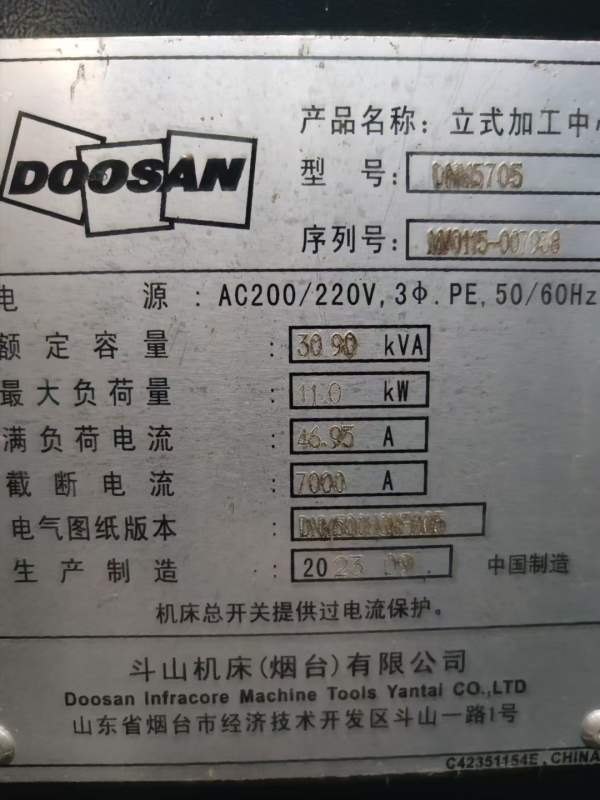 DOOSAN
产品名称: 立式加工中
型 号: DNM5705
序列号:
电 源 : AC200/220V,3Φ.PE,50/60Hz
额定容量 : 30.90 kVA
最大负荷量 : 11.0 kW
满负荷电流 : 46.95 A
截断电流 : 7000 A
电气图纸版本 :
生产制造 : 2023.09 中国制造
机床总开关提供过电流保护。
斗山机床(烟台)有限公司
Doosan Infracore Machine Tools Yantai CO.,LTD
山东省烟台市经济技术开发区斗山一路1号
C42351154E, CHINA